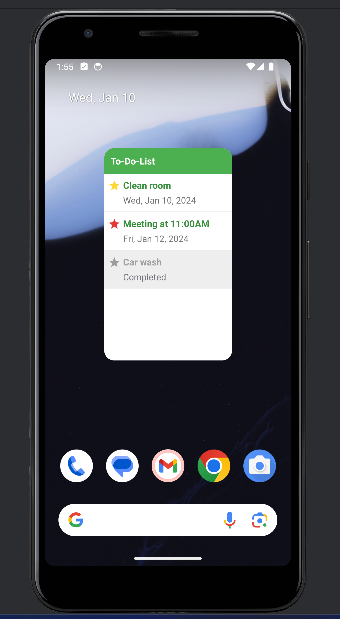 1:55
Wed, Jan 10
To-Do-List
Clean room
Wed, Jan 10, 2024
Meeting at 11:00AM
Fri, Jan 12, 2024
Car wash
Completed